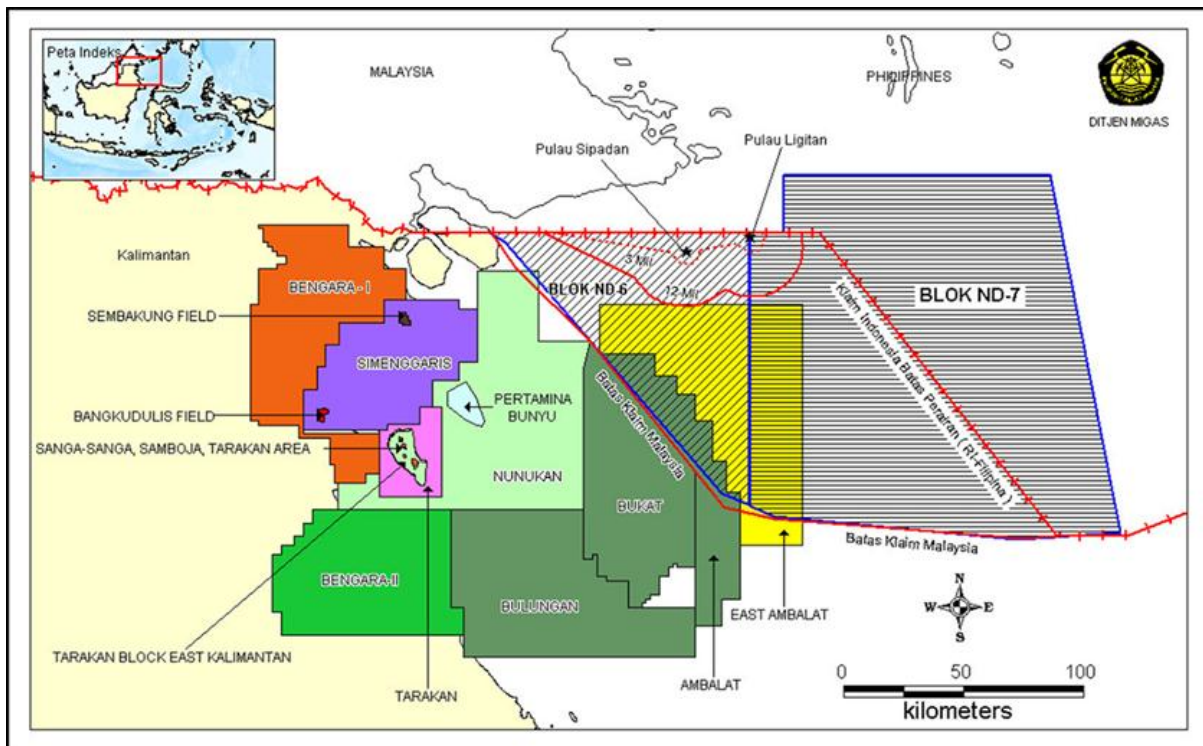 Peta Indeks
MALAYSIA
PHILIPPINES
DITJEN MIGAS
Pulau Sipadan
Pulau Ligitan
Kalimantan
BENGARA - I
3 Mil
12 Mil
BLOK ND-6
BLOK ND-7
SEMBAKUNG FIELD
SIMENGGARIS
Klaim Indonesia Batas Perairan ( RI-Filipina )
PERTAMINA
BUNYU
BANGKUDULIS FIELD
Batas Klaim Malaysia
SANGA-SANGA, SAMBOJA, TARAKAN AREA
NUNUKAN
BUKAT
Batas Klaim Malaysia
BENGARA-II
BULUNGAN
N
W E
S
EAST AMBALAT
TARAKAN BLOCK EAST KALIMANTAN
TARAKAN
AMBALAT
0 50 100
kilometers